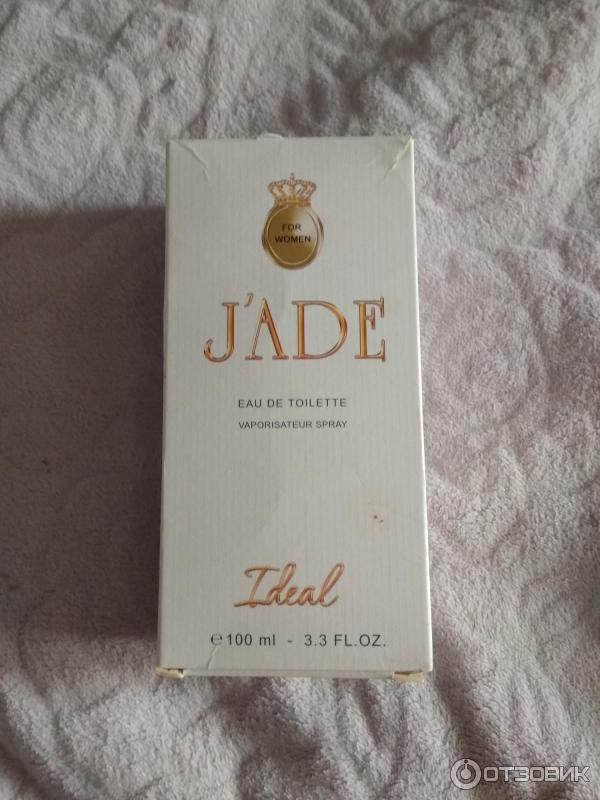 FOR
WOMEN
J'ADE
EAU DE TOILETTE
VAPORISATEUR SPRAY
Ideal
℮100 ml - 3.3 FL.OZ.
ОТЗОВИК